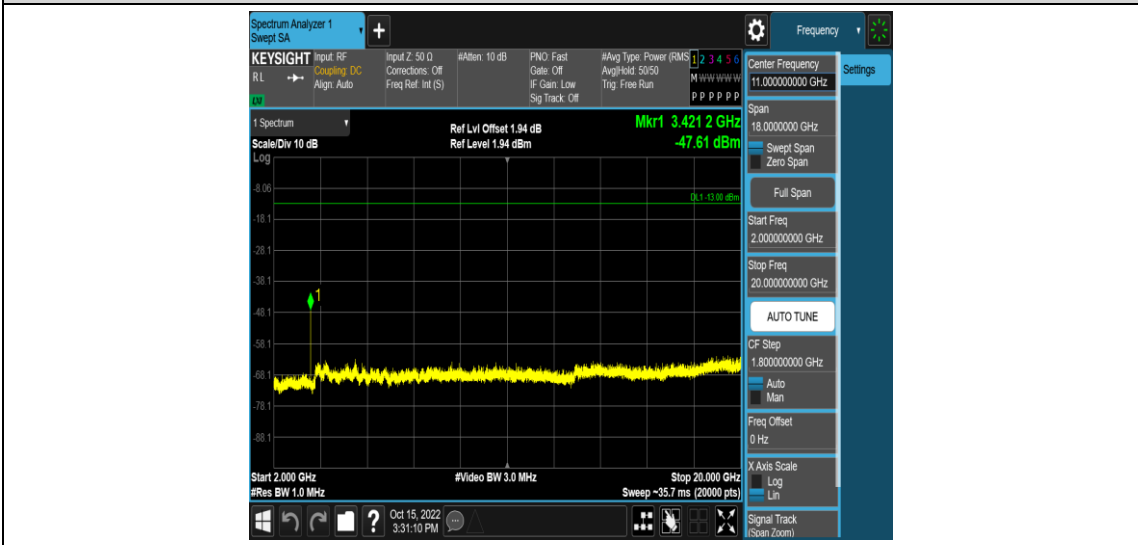 Spectrum Analyzer 1
Swept SA
+
Frequency
KEYSIGHT
Input: RF
Coupling: DC
Align: Auto
Input Z: 50 Ω
Corrections: Off
Freq Ref: Int (S)
#Atten: 10 dB
PNO: Fast
Gate: Off
IF Gain: Low
Sig Track: Off
#Avg Type: Power (RMS
Avg|Hold: 50/50
Trig: Free Run
1 2 3 4 5 6
M W W W W W
P P P P P P
R L
LXI
1 Spectrum
Scale/Div 10 dB
Log
Ref Lvl Offset 1.94 dB
Ref Level 1.94 dBm
Mkr1 3.421 2 GHz
-47.61 dBm
-8.06
DL1 -13.00 dBm
-18.1
-28.1
-38.1
1
-48.1
-58.1
-68.1
-78.1
-88.1
Start 2.000 GHz
#Res BW 1.0 MHz
#Video BW 3.0 MHz
Stop 20.000 GHz
Sweep ~35.7 ms (20000 pts)
?
Oct 15, 2022
3:31:10 PM
Center Frequency
11.000000000 GHz
Settings
Span
18.0000000 GHz
Swept Span
Zero Span
Full Span
Start Freq
2.000000000 GHz
Stop Freq
20.000000000 GHz
AUTO TUNE
CF Step
1.800000000 GHz
Auto
Man
Freq Offset
0 Hz
X Axis Scale
Log
Lin
Signal Track
(Span Zoom)